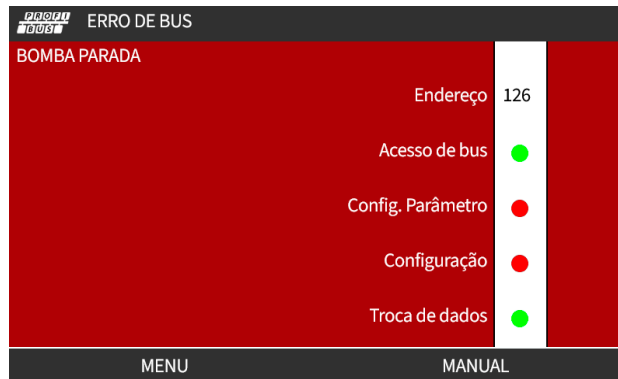 PROFI BUS ERRO DE BUS
BOMBA PARADA
Endereço 126
Acesso de bus
Config. Parâmetro
Configuração
Troca de dados
MENU MANUAL